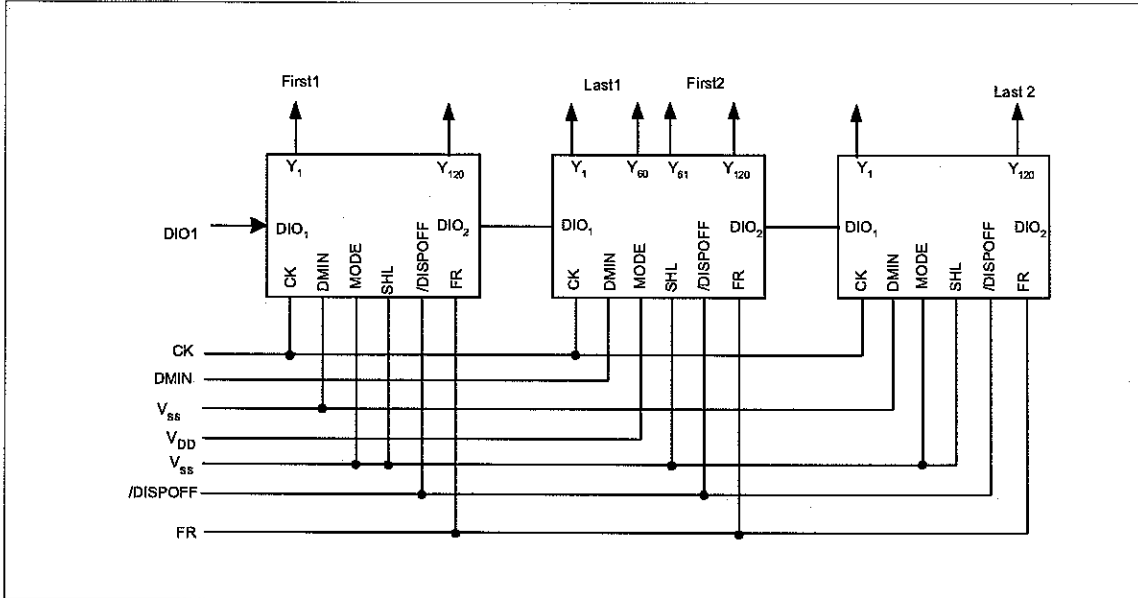 First1 Last1 First2 Last 2
Y1 Y120 Y1 Y60 Y61 Y120 Y1 Y120
DIO1 DIO1 DIO2 DIO1 DIO2 DIO1 DIO2
CK DMIN MODE SHL /DISPOFF FR CK DMIN MODE SHL /DISPOFF FR CK DMIN MODE SHL /DISPOFF FR
CK
DMIN
Vss
VDD
Vss
/DISPOFF
FR